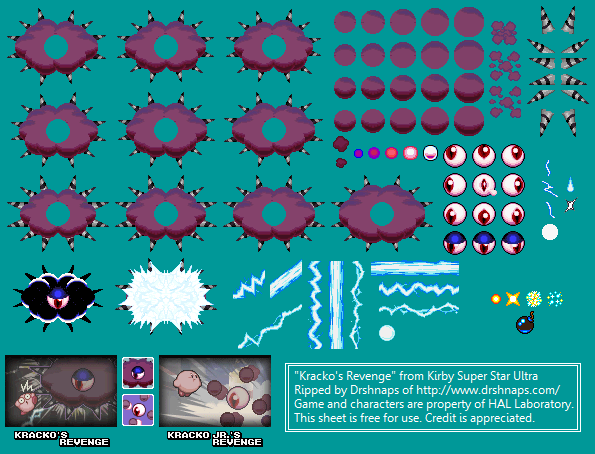 "Kracko's Revenge" from Kirby Super Star Ultra
Ripped by Drshnaps of http://www.drshnaps.com/
Game and characters are property of HAL Laboratory.
This sheet is free for use. Credit is appreciated.
KRACKO'S
REVENGE
KRACKO JR.'S
REVENGE